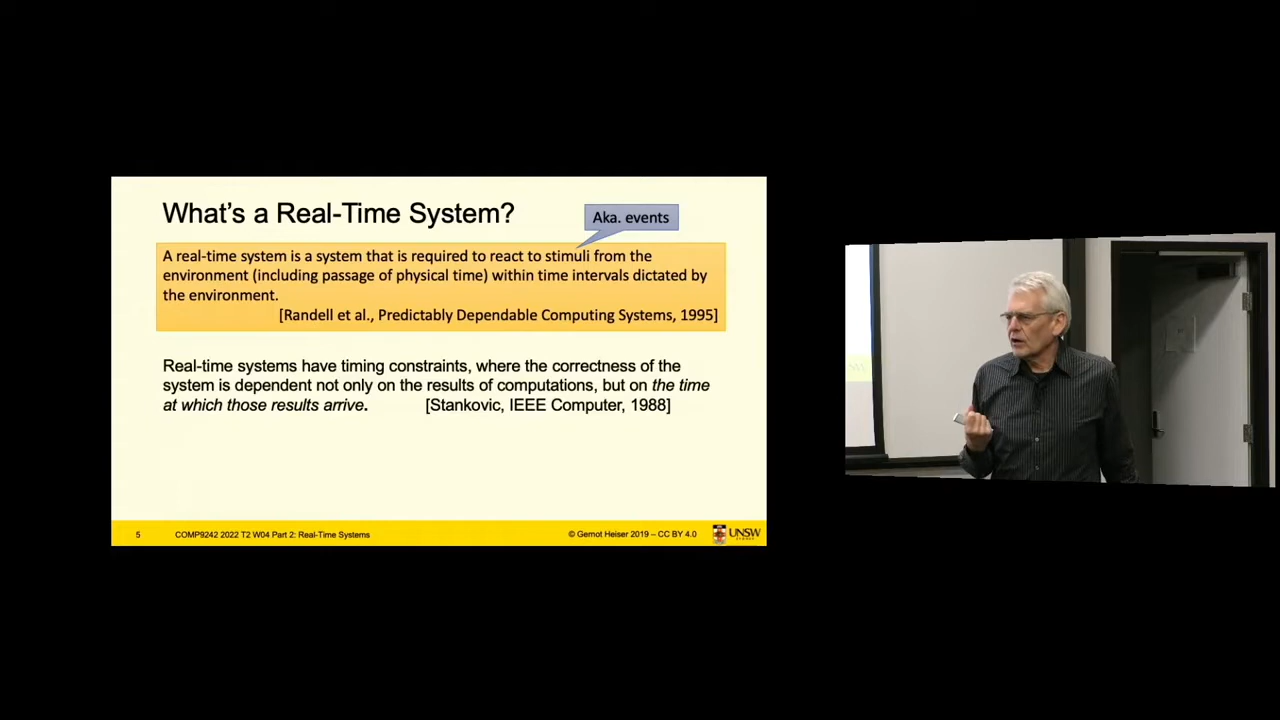 What's a Real-Time System?
Aka. events
A real-time system is a system that is required to react to stimuli from the
environment (including passage of physical time) within time intervals dictated by
the environment.
[Randell et al., Predictably Dependable Computing Systems, 1995]
Real-time systems have timing constraints, where the correctness of the
system is dependent not only on the results of computations, but on the time
at which those results arrive. [Stankovic, IEEE Computer, 1988]
5 COMP9242 2022 T2 W04 Part 2: Real-Time Systems © Gernot Heiser 2019 – CC BY 4.0 UNSW